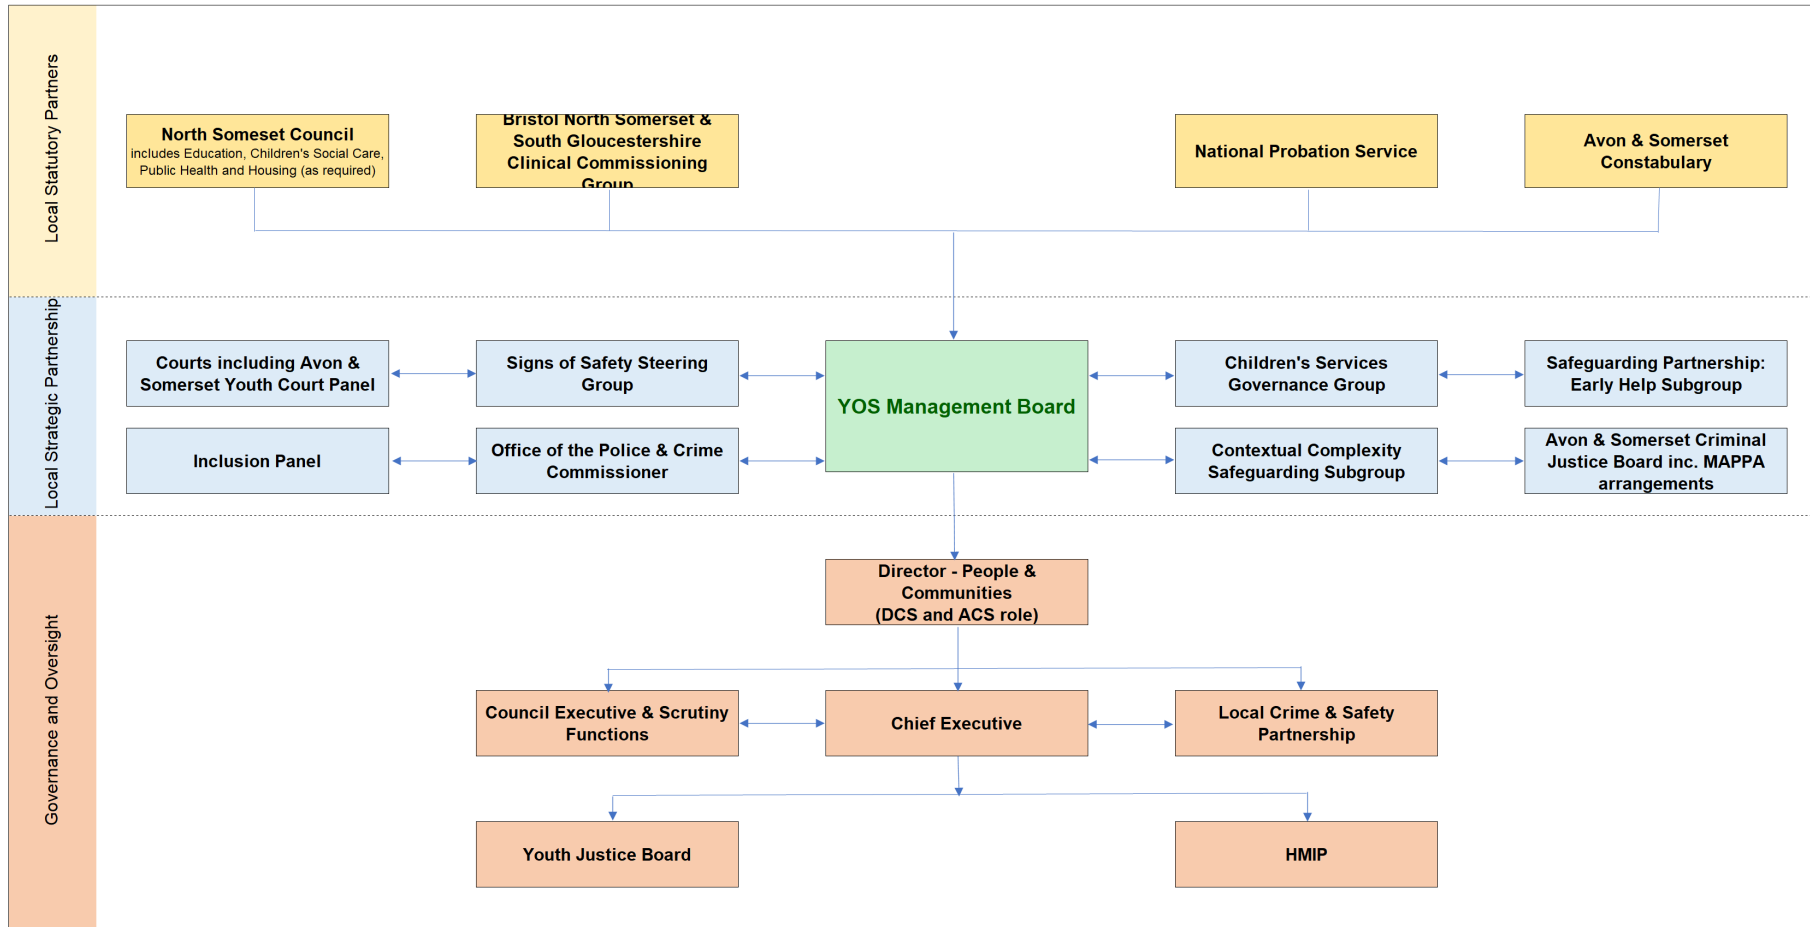 Local Statutory Partners
North Someset Council
includes Education, Children's Social Care,
Public Health and Housing (as required)
Bristol North Somerset &
South Gloucestershire
Clinical Commissioning
Group
National Probation Service
Avon & Somerset
Constabulary
Local Strategic Partnership
Courts including Avon &
Somerset Youth Court Panel
Signs of Safety Steering
Group
YOS Management Board
Children's Services
Governance Group
Safeguarding Partnership:
Early Help Subgroup
Inclusion Panel
Office of the Police & Crime
Commissioner
Contextual Complexity
Safeguarding Subgroup
Avon & Somerset Criminal
Justice Board inc. MAPPA
arrangements
Governance and Oversight
Director - People &
Communities
(DCS and ACS role)
Council Executive & Scrutiny
Functions
Chief Executive
Local Crime & Safety
Partnership
Youth Justice Board
HMIP